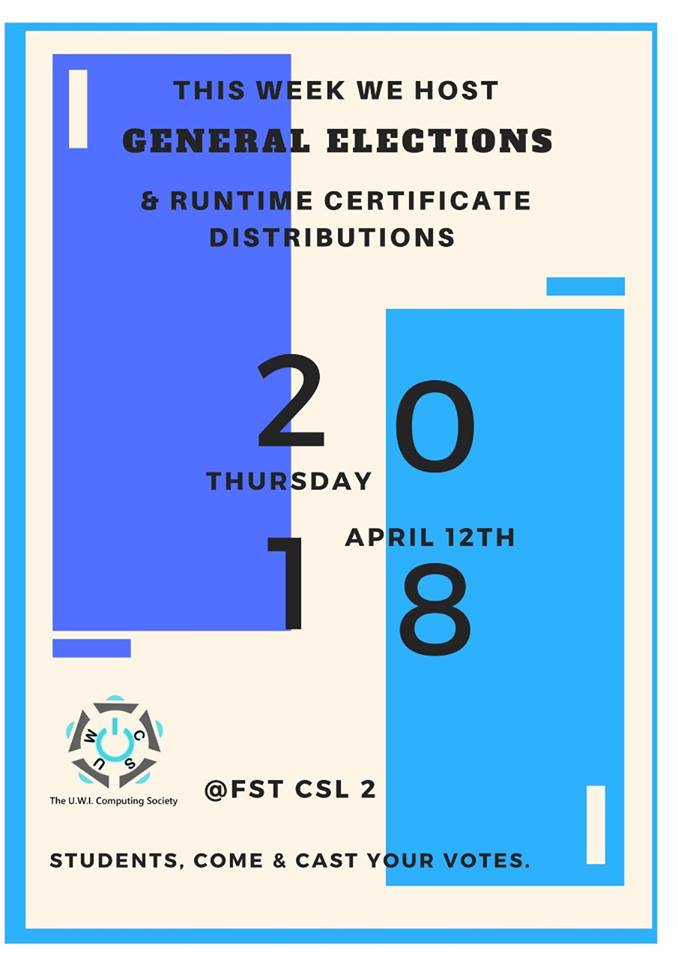 THIS WEEK WE HOST
GENERAL ELECTIONS
& RUNTIME CERTIFICATE
DISTRIBUTIONS
2 0
THURSDAY
APRIL 12TH
1 8
M C
U S
The U.W.I. Computing Society
@FST CSL 2
STUDENTS, COME & CAST YOUR VOTES.